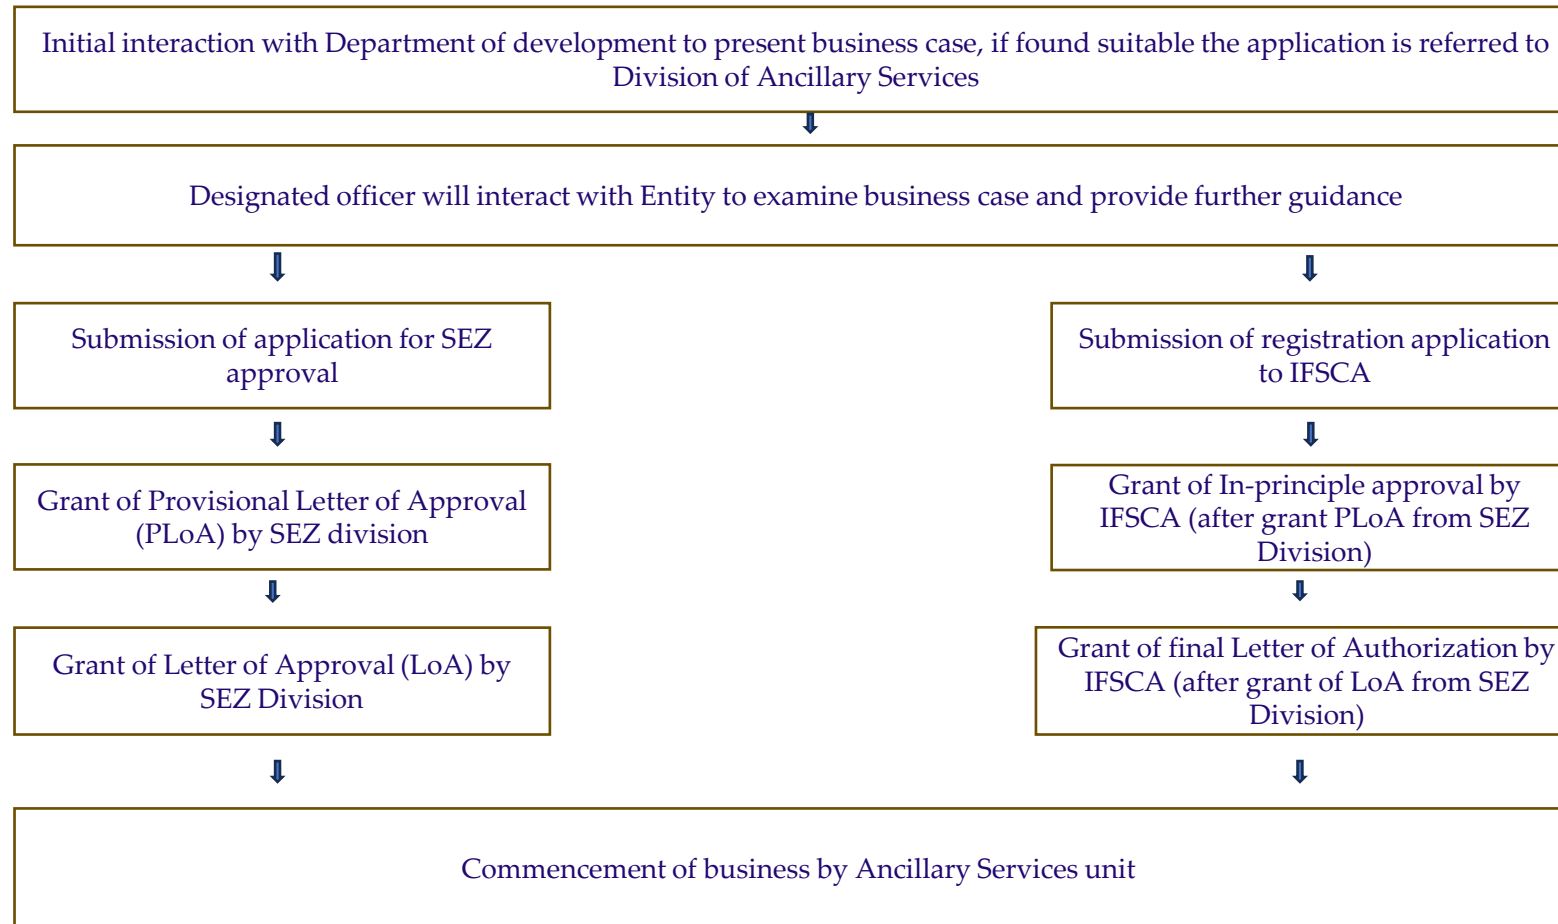 Initial interaction with Department of development to present business case, if found suitable the application is referred to
Division of Ancillary Services
Designated officer will interact with Entity to examine business case and provide further guidance
Submission of application for SEZ
approval
Submission of registration application
to IFSCA
Grant of Provisional Letter of Approval
(PLoA) by SEZ division
Grant of In-principle approval by
IFSCA (after grant PLoA from SEZ
Division)
Grant of Letter of Approval (LoA) by
SEZ Division
Grant of final Letter of Authorization by
IFSCA (after grant of LoA from SEZ
Division)
Commencement of business by Ancillary Services unit